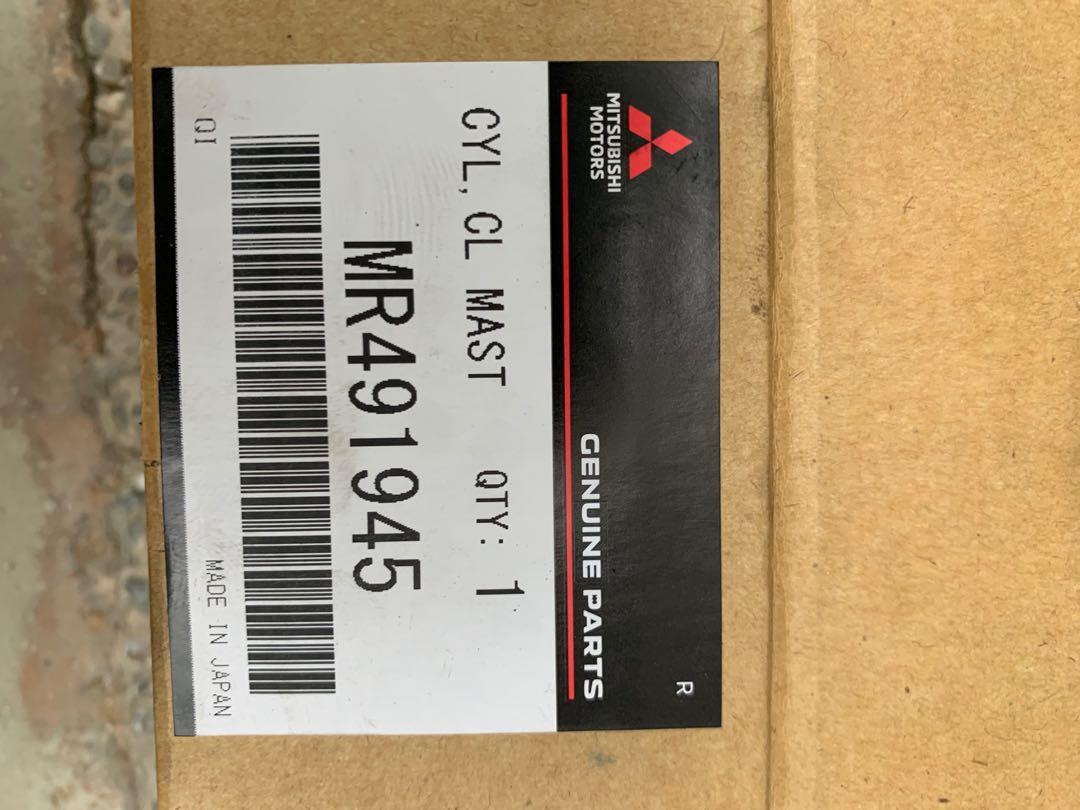 MITSUBISHI
MOTORS
R
GENUINE PARTS
CYL,CL MAST QTY: 1
MR491945
QI MADE IN JAPAN